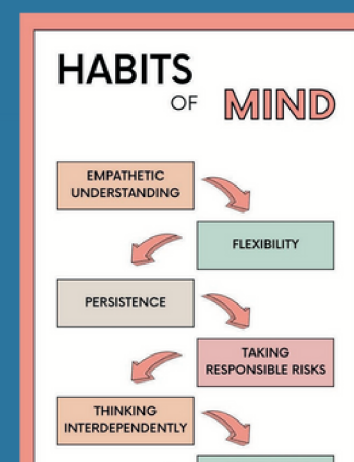 HABITS
OF MIND
EMPATHETIC
UNDERSTANDING
FLEXIBILITY
PERSISTENCE
TAKING
RESPONSIBLE RISKS
THINKING
INTERDEPENDENTLY